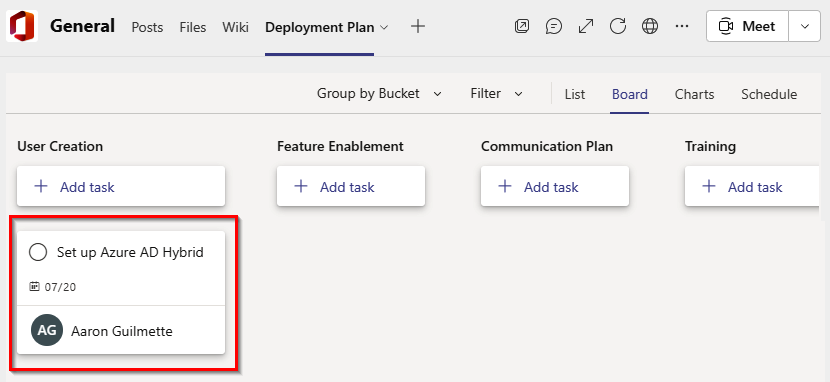 General Posts Files Wiki Deployment Plan Meet
Group by Bucket Filter List Board Charts Schedule
User Creation Feature Enablement Communication Plan Training
Add task Add task Add task Add task
Set up Azure AD Hybrid
07/20
AG Aaron Guilmette